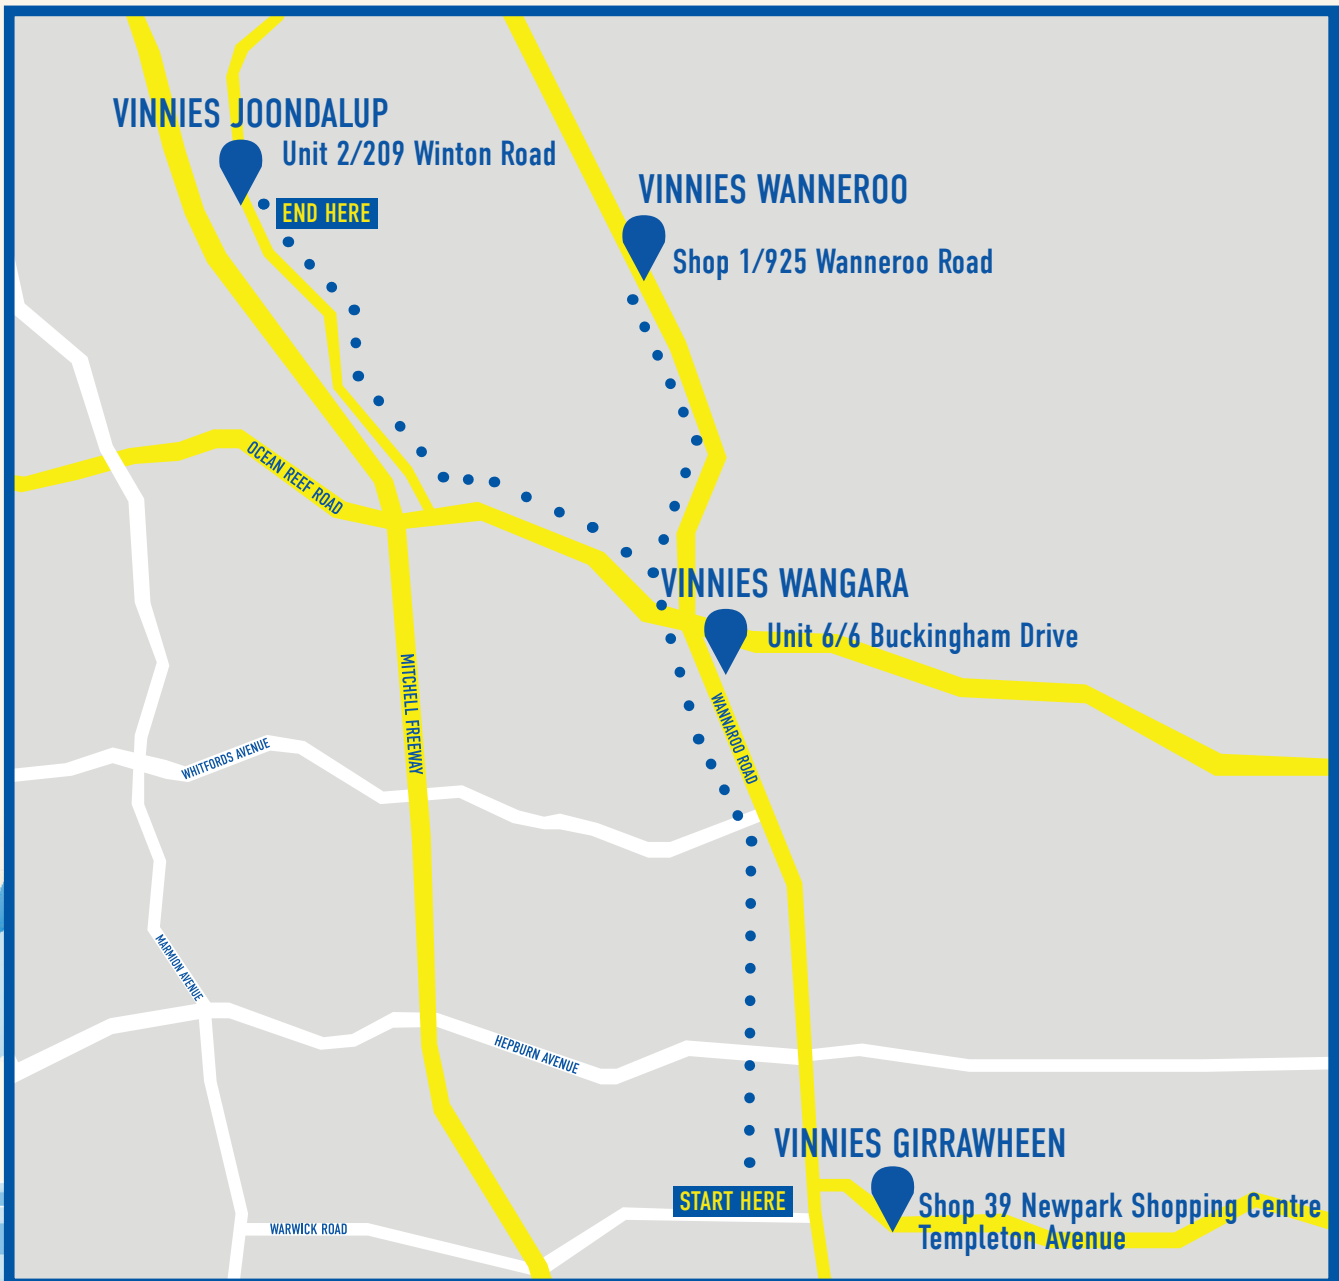 VINNIES JOONDALUP
Unit 2/209 Winton Road
END HERE
VINNIES WANNEROO
Shop 1/925 Wanneroo Road
OCEAN REEF ROAD
VINNIES WANGARA
Unit 6/6 Buckingham Drive
MITCHELL FREEWAY
WANNAROO ROAD
WHITFORDS AVENUE
MARMION AVENUE
HEPBURN AVENUE
VINNIES GIRRAWHEEN
START HERE
Shop 39 Newpark Shopping Centre
Templeton Avenue
WARWICK ROAD